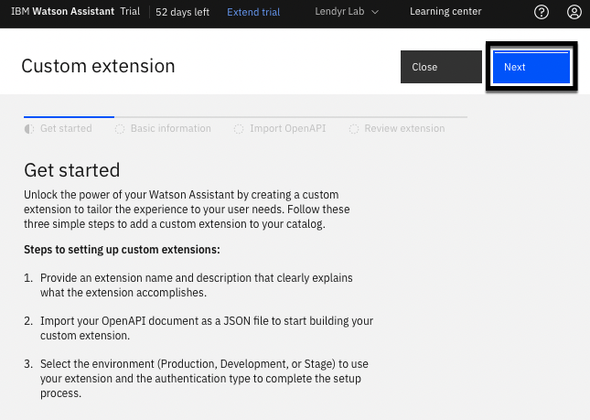 IBM Watson Assistant Trial 52 days left Extend trial Lendyr Lab Learning center
Custom extension
Close
Next
Get started Basic information Import OpenAPI Review extension
Get started
Unlock the power of your Watson Assistant by creating a custom
extension to tailor the experience to your user needs. Follow these
three simple steps to add a custom extension to your catalog.
Steps to setting up custom extensions:
1. Provide an extension name and description that clearly explains
what the extension accomplishes.
2. Import your OpenAPI document as a JSON file to start building your
custom extension.
3. Select the environment (Production, Development, or Stage) to use
your extension and the authentication type to complete the setup
process.